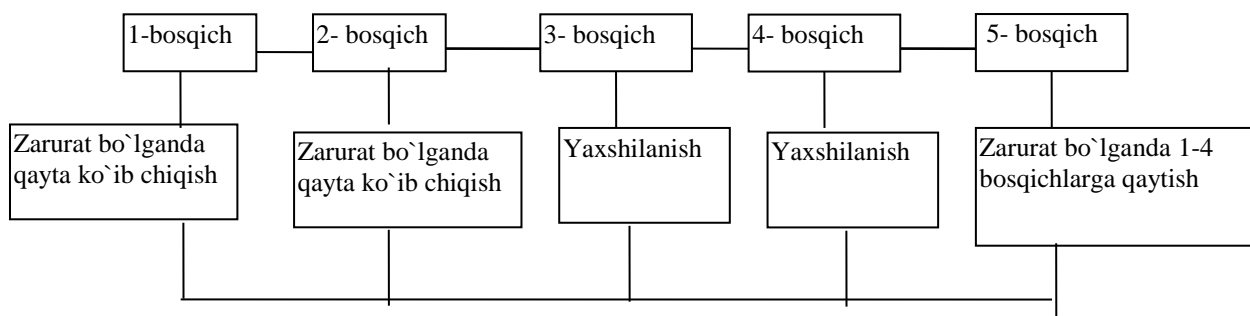 1-bosqich
2- bosqich
3- bosqich
4- bosqich
5- bosqich
Zarurat bo`lganda
qayta ko`ib chiqish
Zarurat bo`lganda
qayta ko`ib chiqish
Yaxshilanish
Yaxshilanish
Zarurat bo`lganda 1-4
bosqichlarga qaytish